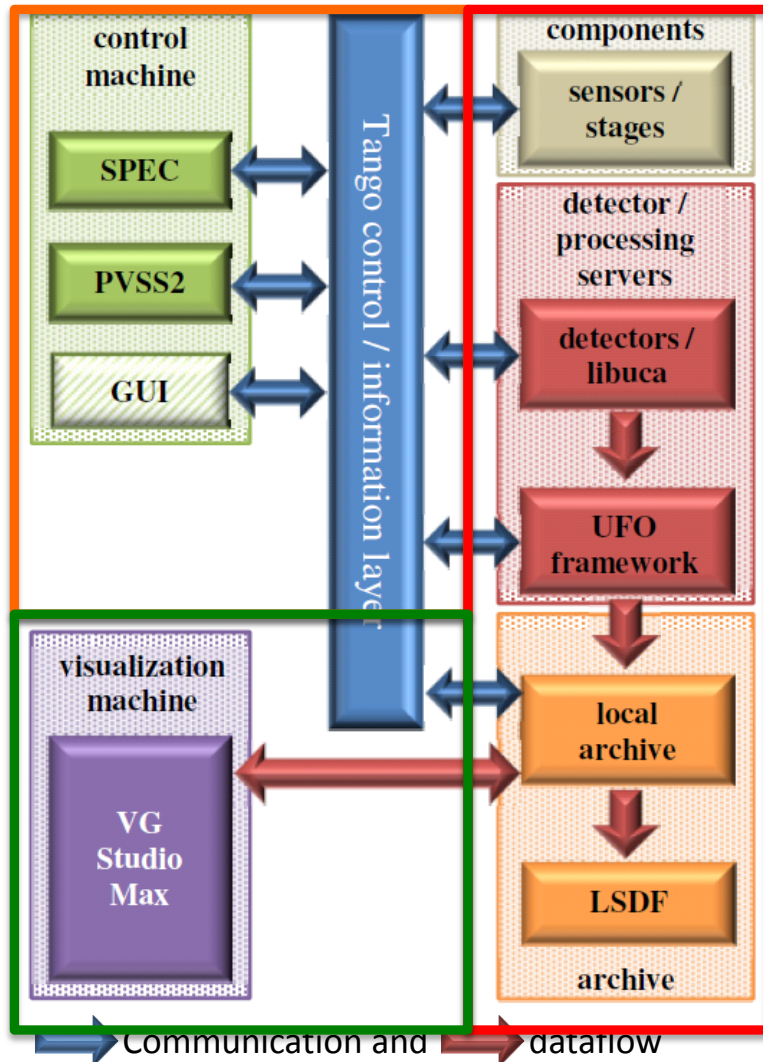 control
machine
SPEC
PVSS2
GUI
Tango control / information layer
components
sensors /
stages
detector /
processing
servers
detectors /
libuca
UFO
framework
visualization
machine
VG
Studio
Max
local
archive
LSDF
archive
Communication and dataflow